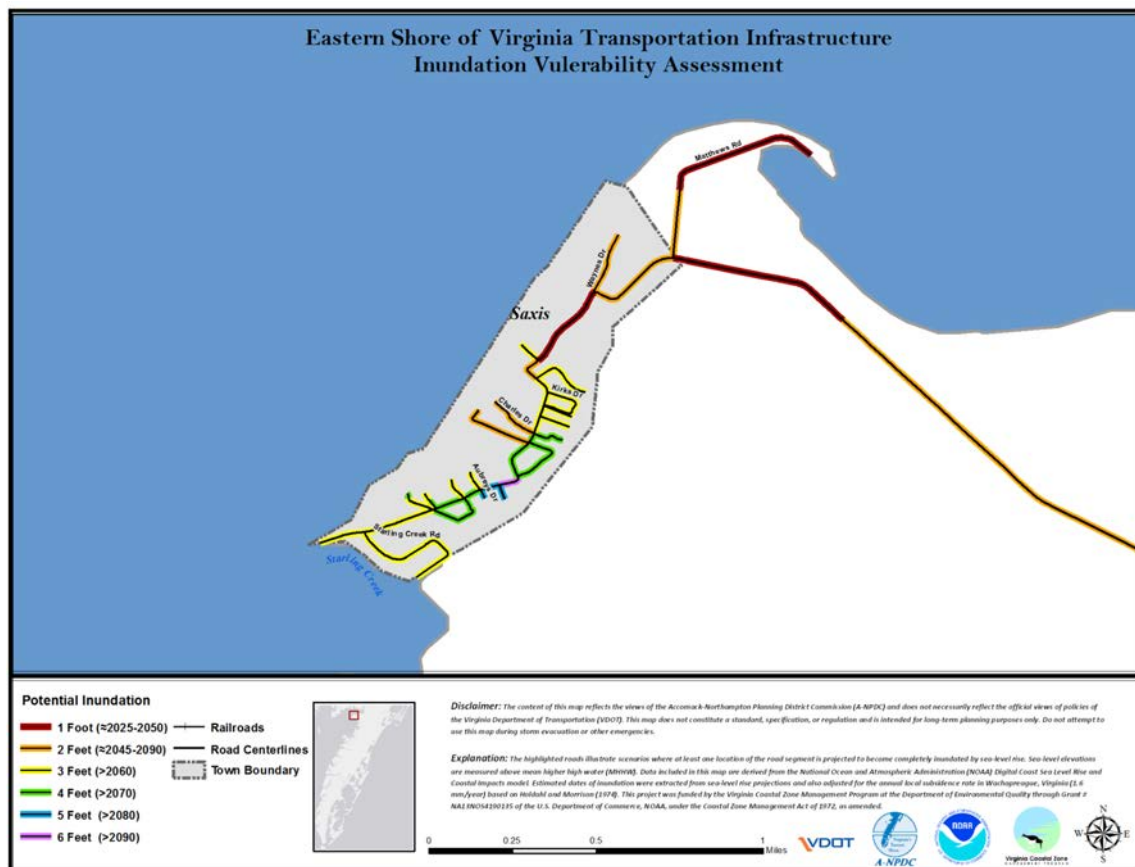 Eastern Shore of Virginia Transportation Infrastructure
Inundation Vulerability Assessment
Matthews Rd
Waynes Dr
Saxis
Kirks Dr
Charles Dr
Aubreys Dr
Starling Creek Rd
Starling Creek
Potential Inundation
1 Foot (≈2025-2050)
2 Feet (≈2045-2090)
3 Feet (>2060)
4 Feet (>2070)
5 Feet (>2080)
6 Feet (>2090)
Railroads
Road Centerlines
Town Boundary
Disclaimer: The content of this map reflects the views of the Accomack-Northampton Planning District Commission (A-NPDC) and does not necessarily reflect the official views of policies of
the Virginia Department of Transportation (VDOT). This map does not constitute a standard, specification, or regulation and is intended for long-term planning purposes only. Do not attempt to
use this map during storm evacuation or other emergencies.
Explanation: The highlighted roads illustrate scenarios where at least one location of the road segment is projected to become completely inundated by sea-level rise. Sea-level elevations
are measured above mean higher high water (MHHW). Data included in this map are derived from the National Ocean and Atmospheric Administration (NOAA) Digital Coast Sea Level Rise and
Coastal Impacts model. Estimated dates of inundation were extracted from sea-level rise projections and also adjusted for the annual local subsidence rate in Wachapreague, Virginia (1.6
mm/year) based on Holdahl and Morrison (1974). This project was funded by the Virginia Coastal Zone Management Program at the Department of Environmental Quality through Grant #
NA13NOS4190135 of the U.S. Department of Commerce, NOAA, under the Coastal Zone Management Act of 1972, as amended.
0 0.25 0.5 1
Miles
VDOT
A-NPDC
NOAA
Virginia Coastal Zone
N
W E
S